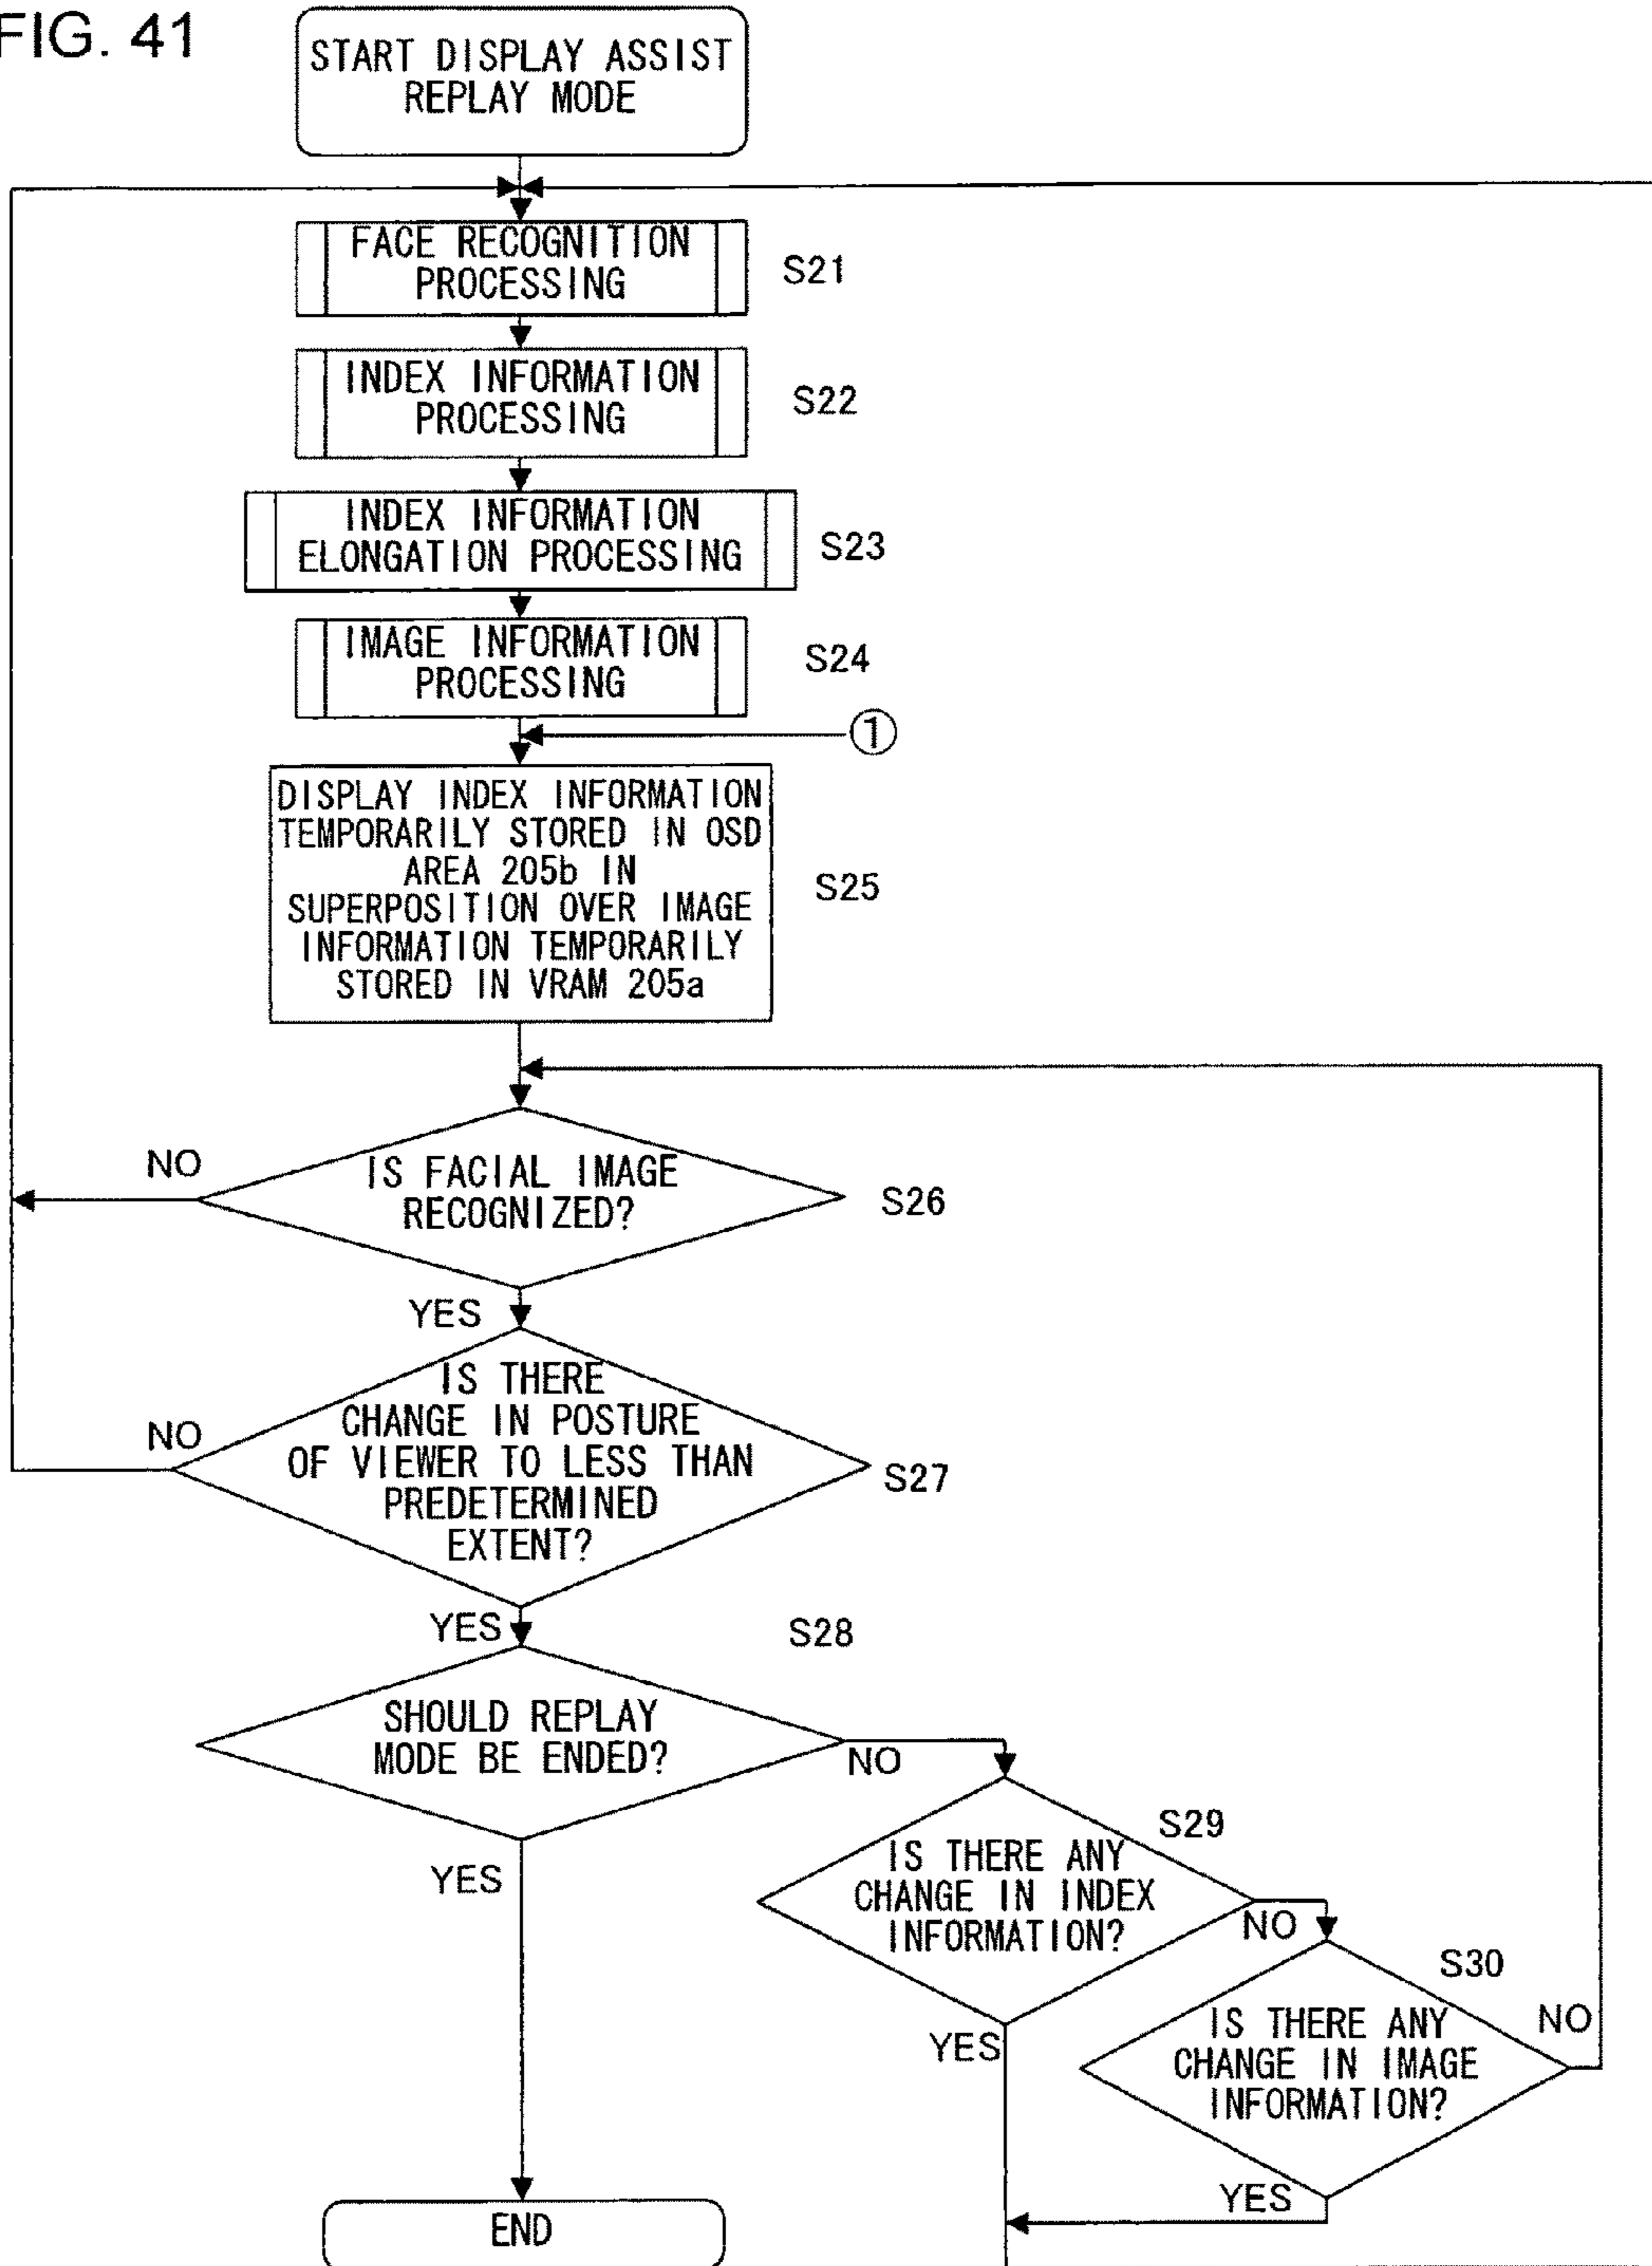 FIG. 41
START DISPLAY ASSIST
REPLAY MODE
FACE RECOGNITION
PROCESSING
S21
INDEX INFORMATION
PROCESSING
S22
INDEX INFORMATION
ELONGATION PROCESSING
S23
IMAGE INFORMATION
PROCESSING
S24
1
DISPLAY INDEX INFORMATION
TEMPORARILY STORED IN OSD
AREA 205b IN
SUPERPOSITION OVER IMAGE
INFORMATION TEMPORARILY
STORED IN VRAM 205a
S25
NO
IS FACIAL IMAGE
RECOGNIZED?
S26
YES
NO
IS THERE
CHANGE IN POSTURE
OF VIEWER TO LESS THAN
PREDETERMINED
EXTENT?
S27
YES
S28
SHOULD REPLAY
MODE BE ENDED?
NO
YES
S29
IS THERE ANY
CHANGE IN INDEX
INFORMATION?
NO
YES
S30
IS THERE ANY
CHANGE IN IMAGE
INFORMATION?
NO
YES
END